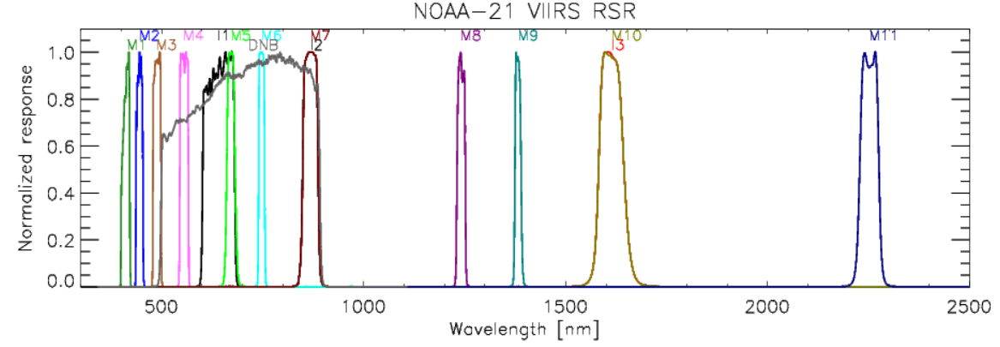 NOAA-21 VIIRS RSR
M2 M4 I1 M5 M6 M7 M8 M9 M10 M11
M1 M3 DNB I2 I3
1.0
0.8
0.6
0.4
0.2
0.0
Normalized response
500 1000 1500 2000 2500
Wavelength [nm]